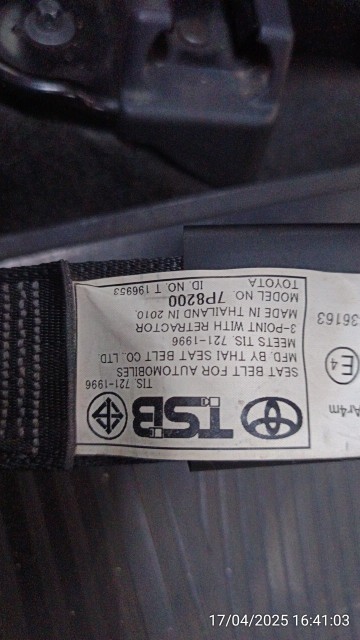 TSB
TIS. 721-1996
SEAT BELT FOR AUTOMOBILES
MFD. BY THAI SEAT BELT CO.,LTD
MEETS TIS. 721-1996
3-POINT WITH RETRACTOR
MADE IN THAILAND IN 2010.
MODEL NO. 7P8200
TOYOTA
ID. NO. T 196953
Ar4m
E4
36163
17/04/2025 16:41:03